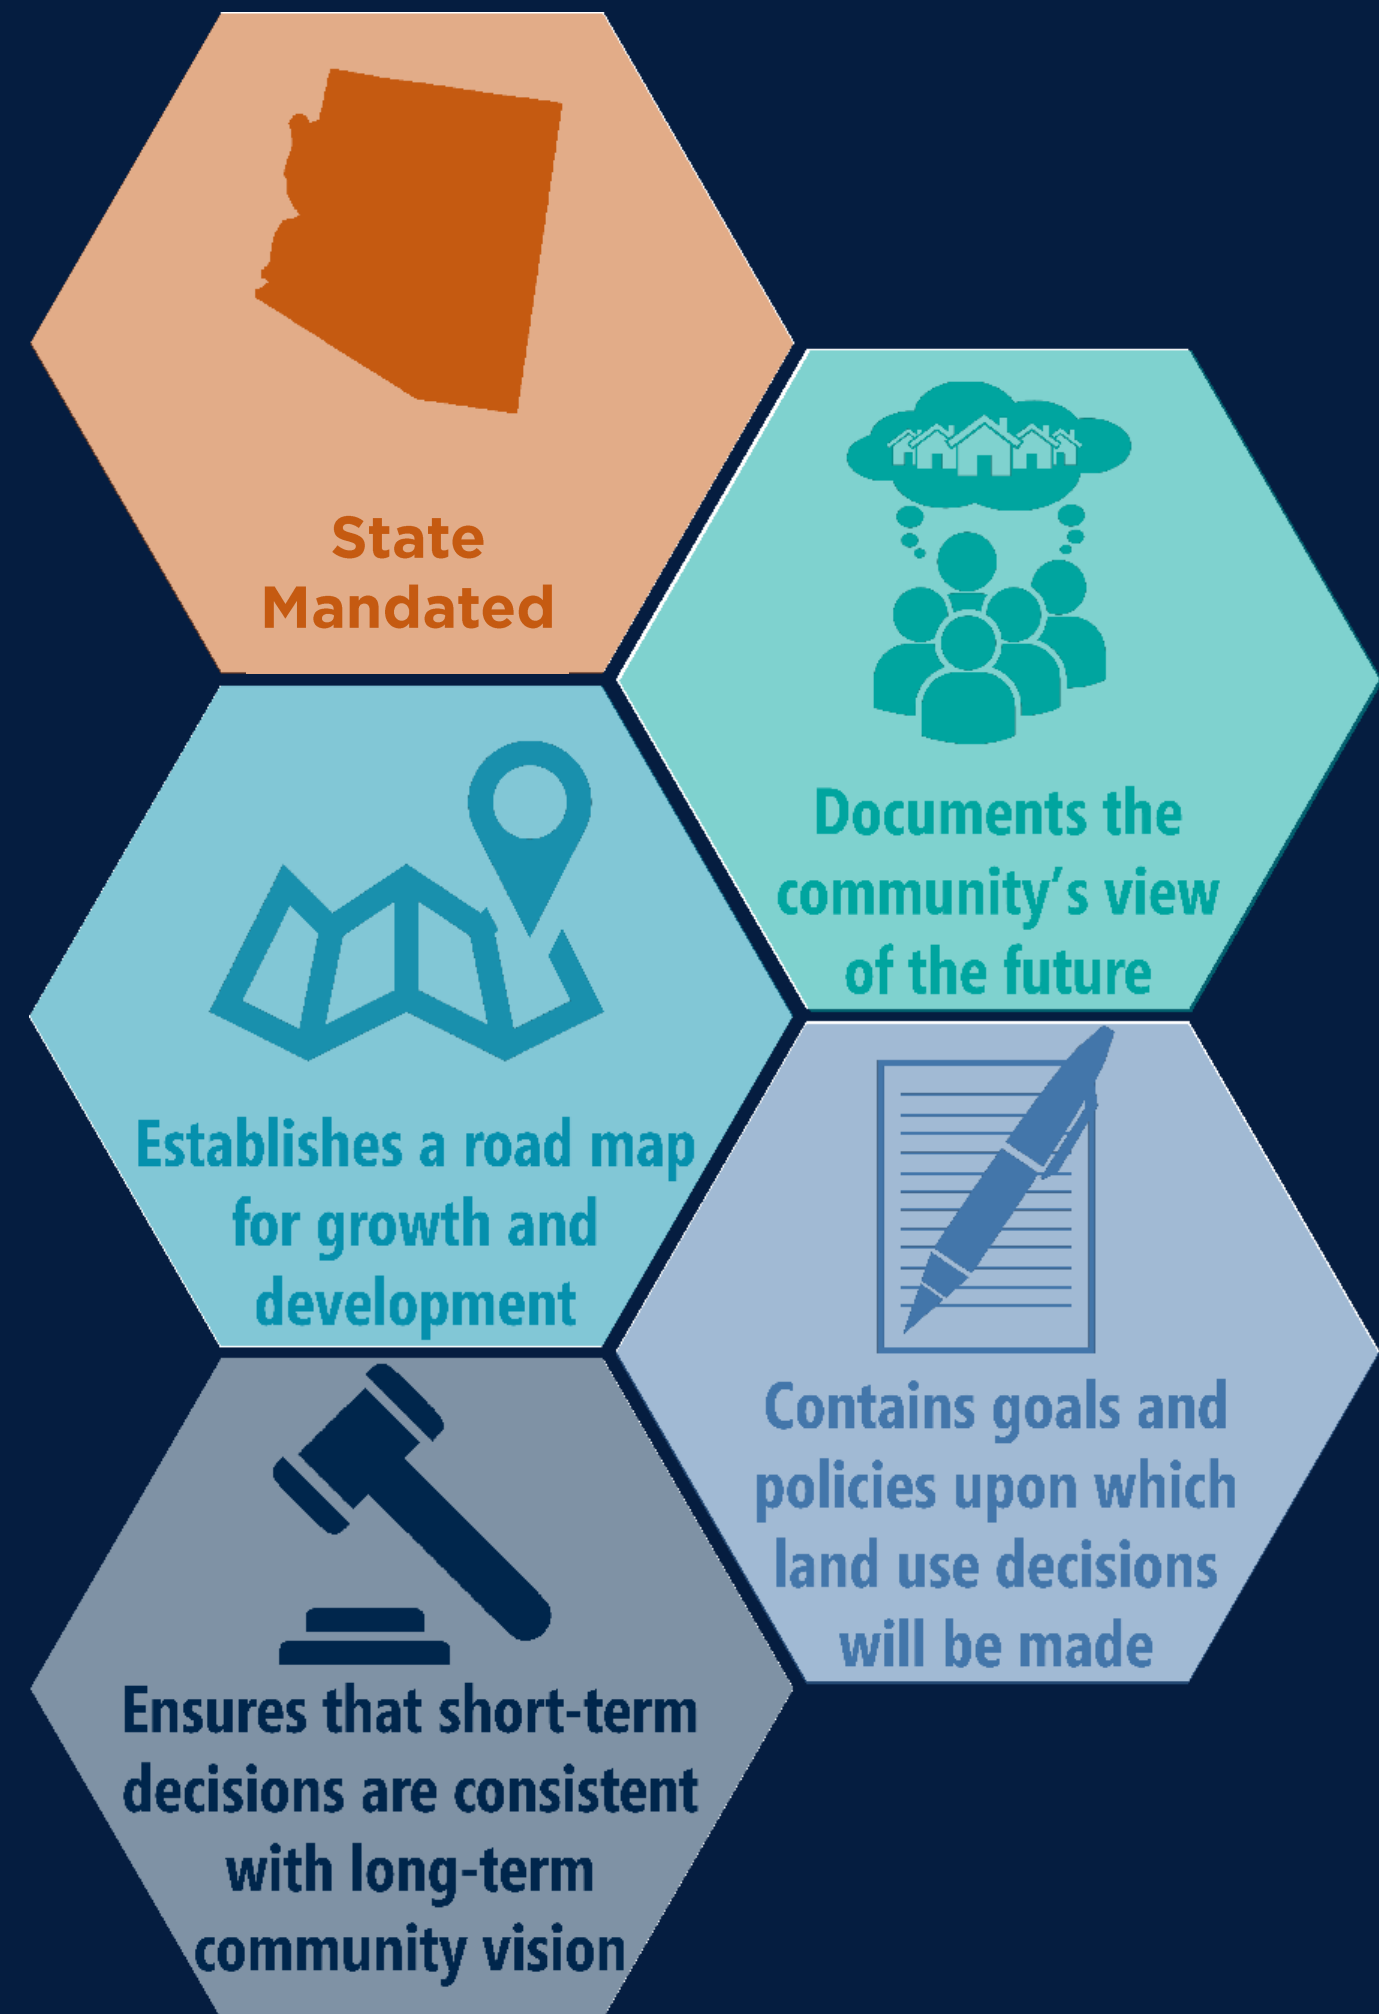 State
Mandated
Documents the
community's view
of the future
Establishes a road map
for growth and
development
Contains goals and
policies upon which
land use decisions
will be made
Ensures that short-term
decisions are consistent
with long-term
community vision